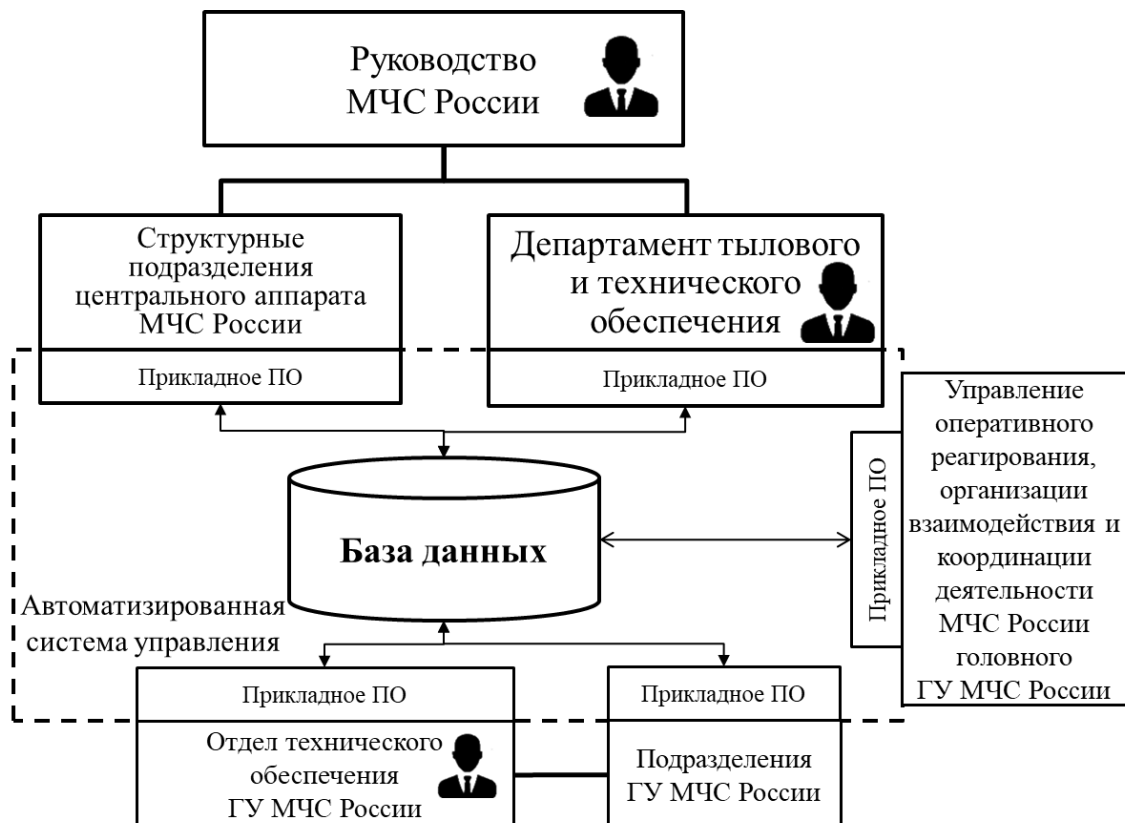 Руководство
МЧС России
Структурные
подразделения
центрального аппарата
МЧС России
Прикладное ПО
Департамент тылового
и технического
обеспечения
Прикладное ПО
Управление
оперативного
реагирования,
организации
взаимодействия и
координации
деятельности
МЧС России
головного
ГУ МЧС России
Прикладное ПО
База данных
Автоматизированная
система управления
Прикладное ПО
Отдел технического
обеспечения
ГУ МЧС России
Прикладное ПО
Подразделения
ГУ МЧС России